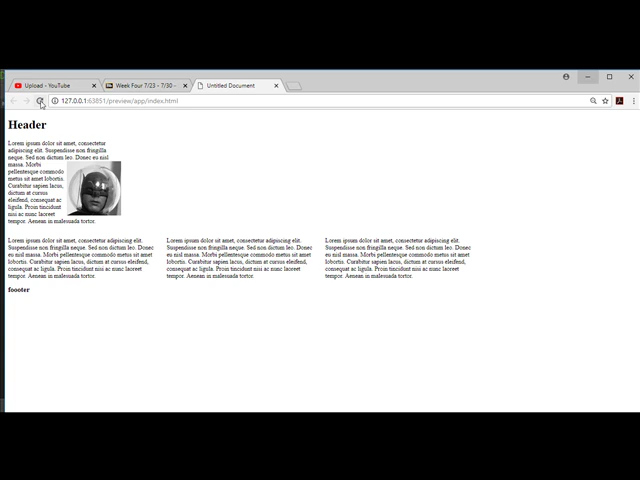 Upload - YouTube
Week Four 7/23 - 7/30 -
Untitled Document
127.0.0.1:63851/preview/app/index.html
Header
Lorem ipsum dolor sit amet, consectetur
adipiscing elit. Suspendisse non fringilla
neque. Sed non dictum leo. Donec eu nisl
massa. Morbi
pellentesque commodo
metus sit amet lobortis.
Curabitur sapien lacus,
dictum at cursus
eleifend, consequat ac
ligula. Proin tincidunt
nisi ac nunc laoreet
tempor. Aenean in malesuada tortor.
Lorem ipsum dolor sit amet, consectetur adipiscing elit.
Suspendisse non fringilla neque. Sed non dictum leo. Donec
eu nisl massa. Morbi pellentesque commodo metus sit amet
lobortis. Curabitur sapien lacus, dictum at cursus eleifend,
consequat ac ligula. Proin tincidunt nisi ac nunc laoreet
tempor. Aenean in malesuada tortor.
Lorem ipsum dolor sit amet, consectetur adipiscing elit.
Suspendisse non fringilla neque. Sed non dictum leo. Donec
eu nisl massa. Morbi pellentesque commodo metus sit amet
lobortis. Curabitur sapien lacus, dictum at cursus eleifend,
consequat ac ligula. Proin tincidunt nisi ac nunc laoreet
tempor. Aenean in malesuada tortor.
Lorem ipsum dolor sit amet, consectetur adipiscing elit.
Suspendisse non fringilla neque. Sed non dictum leo. Donec
eu nisl massa. Morbi pellentesque commodo metus sit amet
lobortis. Curabitur sapien lacus, dictum at cursus eleifend,
consequat ac ligula. Proin tincidunt nisi ac nunc laoreet
tempor. Aenean in malesuada tortor.
foooter